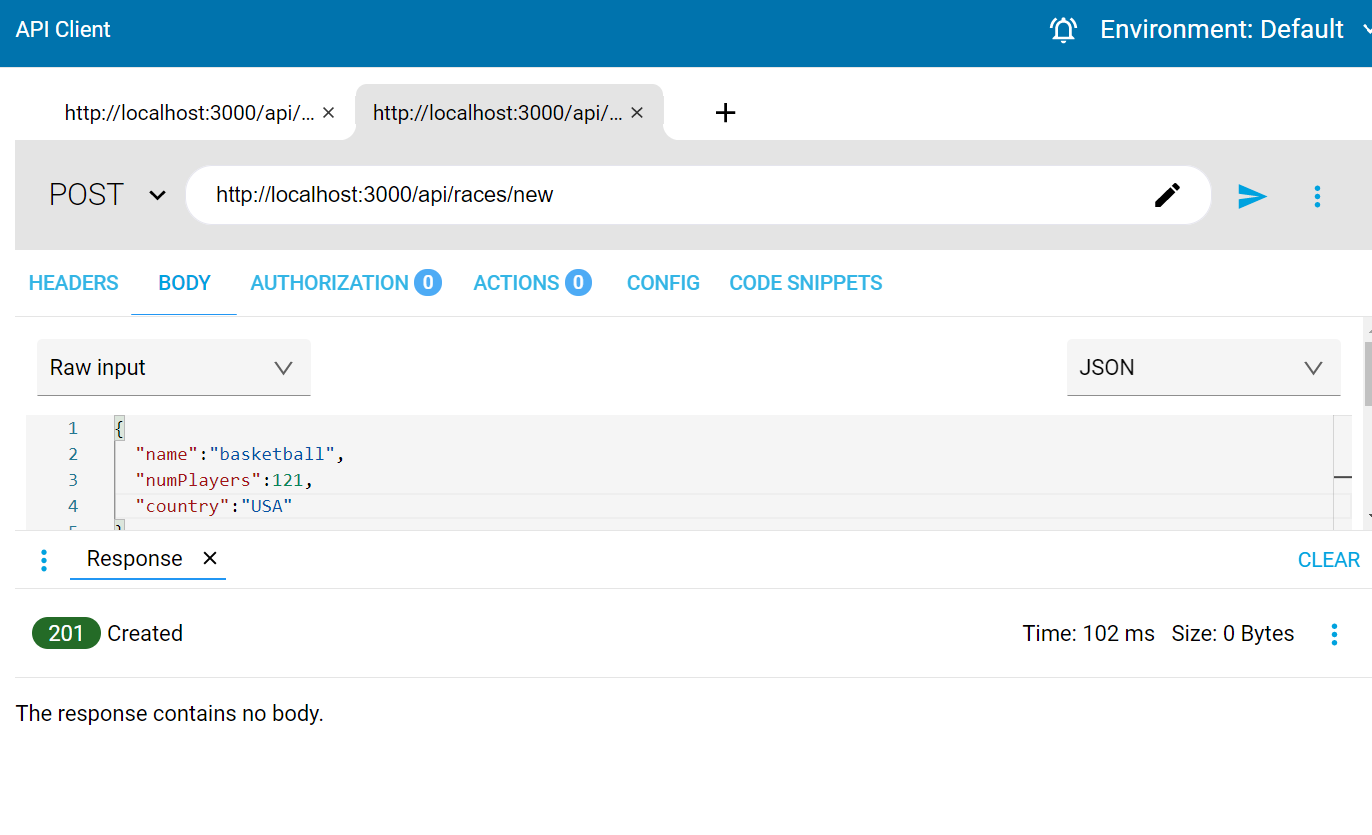 API Client
Environment: Default
http://localhost:3000/api/... ×
http://localhost:3000/api/... ×
+
POST
http://localhost:3000/api/races/new
HEADERS BODY AUTHORIZATION 0 ACTIONS 0 CONFIG CODE SNIPPETS
Raw input
JSON
1 {
2 "name":"basketball",
3 "numPlayers":121,
4 "country":"USA"
5 }
Response ×
CLEAR
201 Created
Time: 102 ms Size: 0 Bytes
The response contains no body.